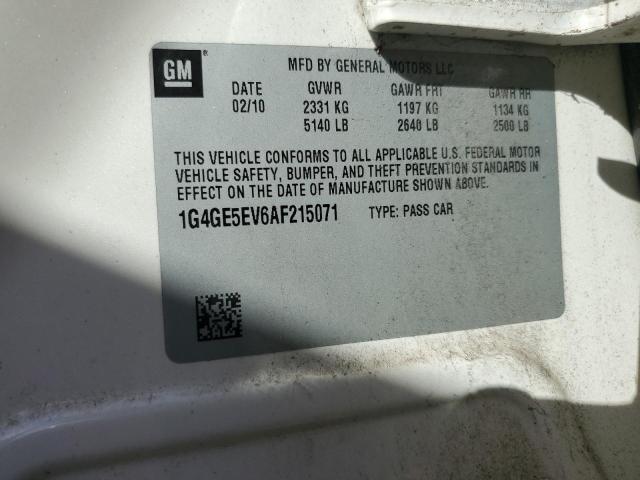 GM
MFD BY GENERAL MOTORS LLC
DATE GVWR GAWR FRT GAWR RR
02/10 2331 KG 1197 KG 1134 KG
5140 LB 2640 LB 2500 LB
THIS VEHICLE CONFORMS TO ALL APPLICABLE U.S. FEDERAL MOTOR
VEHICLE SAFETY, BUMPER, AND THEFT PREVENTION STANDARDS IN
EFFECT ON THE DATE OF MANUFACTURE SHOWN ABOVE.
1G4GE5EV6AF215071 TYPE: PASS CAR